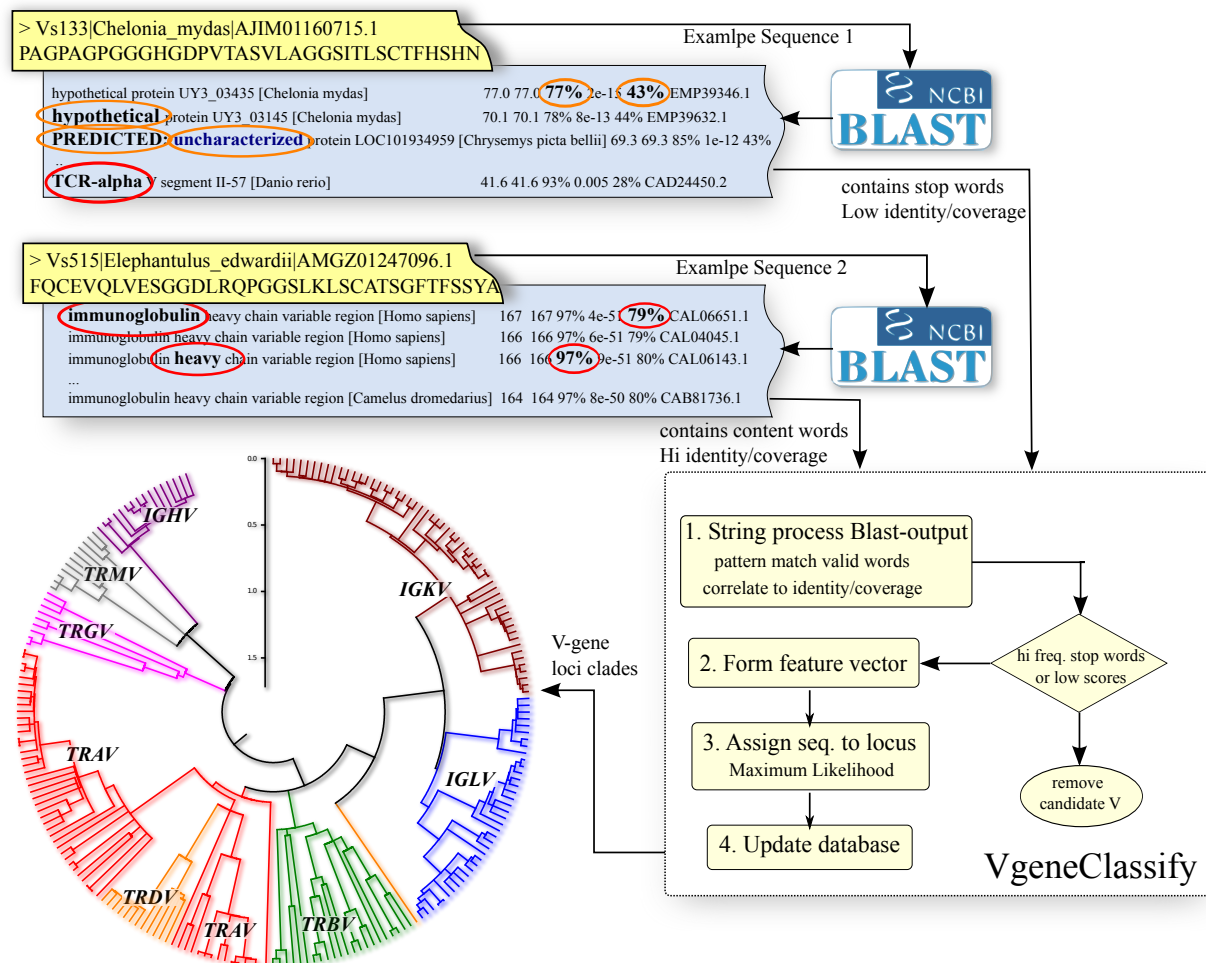 > Vs133|Chelonia_mydas|AJIM01160715.1
PAGPAGPGGGHGDPVTASVLAGGSITLSCTFHSHN
Examlpe Sequence 1
hypothetical protein UY3_03435 [Chelonia mydas] 77.0 77.0 77% 2e-15 43% EMP39346.1
hypothetical protein UY3_03145 [Chelonia mydas] 70.1 70.1 78% 8e-13 44% EMP39632.1
PREDICTED: uncharacterized protein LOC101934959 [Chrysemys picta bellii] 69.3 69.3 85% 1e-12 43%
...
TCR-alpha V segment II-57 [Danio rerio] 41.6 41.6 93% 0.005 28% CAD24450.2
NCBI
BLAST
contains stop words
Low identity/coverage
> Vs515|Elephantulus_edwardii|AMGZ01247096.1
FQCEVQLVESGGDLRQPGGSLKLSCATSGFTFSSYA
Examlpe Sequence 2
immunoglobulin heavy chain variable region [Homo sapiens] 167 167 97% 4e-51 79% CAL06651.1
immunoglobulin heavy chain variable region [Homo sapiens] 166 166 97% 6e-51 79% CAL04045.1
immunoglobulin heavy chain variable region [Homo sapiens] 166 166 97% 9e-51 80% CAL06143.1
...
immunoglobulin heavy chain variable region [Camelus dromedarius] 164 164 97% 8e-50 80% CAB81736.1
NCBI
BLAST
contains content words
Hi identity/coverage
0.0
0.5
1.0
1.5
IGHV
TRMV
TRGV
TRAV
TRDV
TRAV
TRBV
IGLV
IGKV
V-gene
loci clades
1. String process Blast-output
pattern match valid words
correlate to identity/coverage
hi freq. stop words
or low scores
2. Form feature vector
3. Assign seq. to locus
Maximum Likelihood
remove
candidate V
4. Update database
VgeneClassify